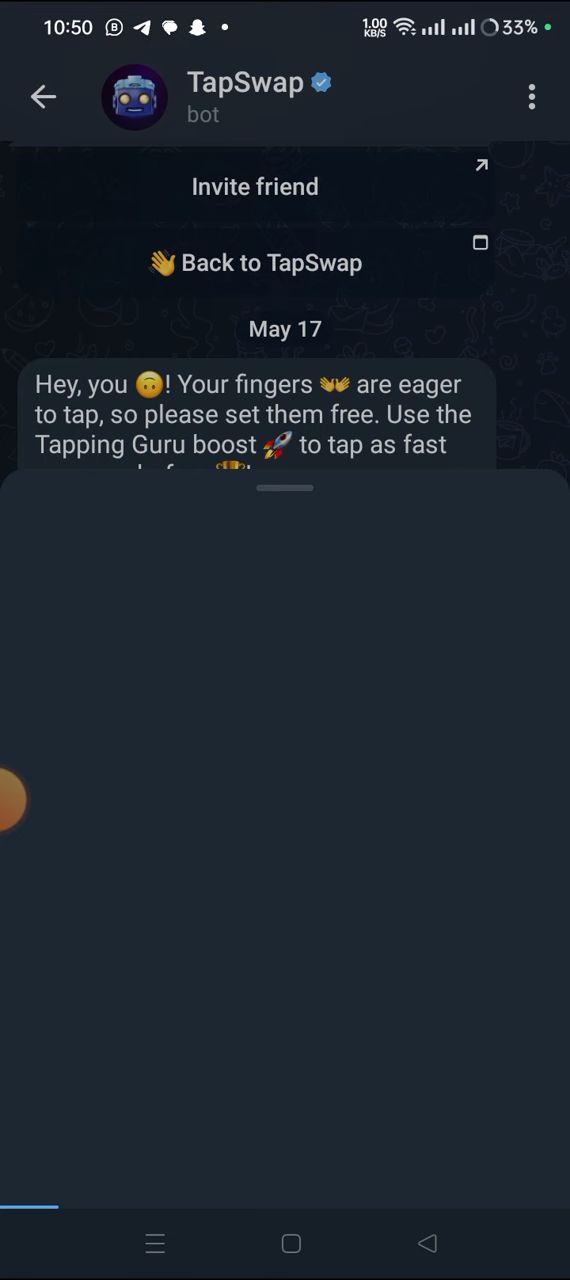 10:50
1.00
KB/S
33%
TapSwap
bot
Invite friend
👋 Back to TapSwap
May 17
Hey, you 🙃! Your fingers 👐 are eager
to tap, so please set them free. Use the
Tapping Guru boost 🚀 to tap as fast